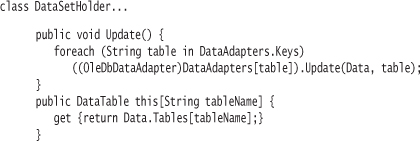 class DataSetHolder...
public void Update() {
foreach (String table in DataAdapters.Keys)
((OleDbDataAdapter)DataAdapters[table]).Update(Data, table);
}
public DataTable this[String tableName] {
get {return Data.Tables[tableName];}
}